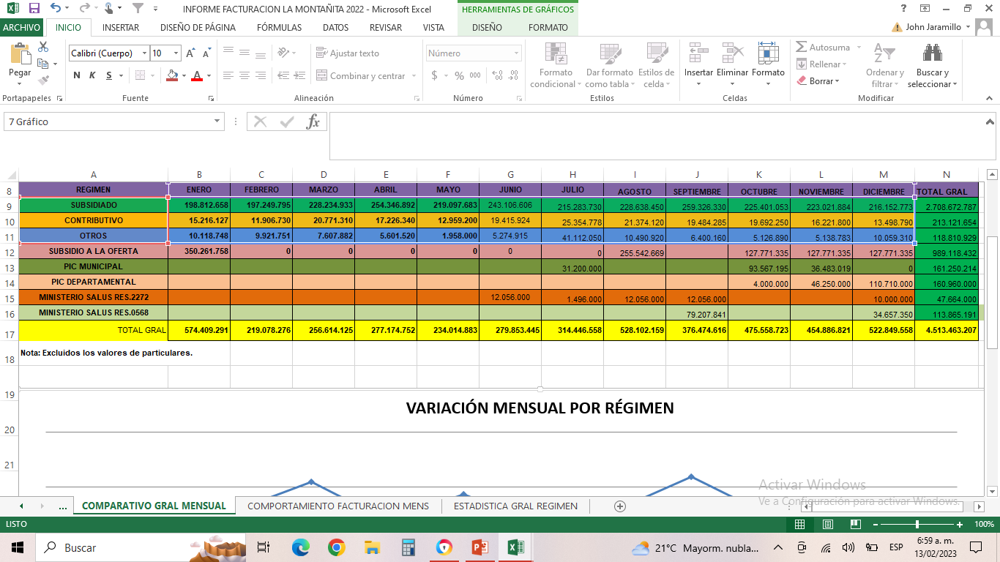 INFORME FACTURACION LA MONTAÑITA 2022 - Microsoft Excel
HERRAMIENTAS DE GRÁFICOS
ARCHIVO INICIO INSERTAR DISEÑO DE PÁGINA FÓRMULAS DATOS REVISAR VISTA DISEÑO FORMATO John Jaramillo
Calibri (Cuerpo) 10 Ajustar texto Número Autosuma
Pegar N K S Combinar y centrar $ % 000 Formato condicional Dar formato como tabla Estilos de celda Insertar Eliminar Formato Rellenar Borrar Ordenar y filtrar Buscar y seleccionar
Portapapeles Fuente Alineación Número Estilos Celdas Modificar
7 Gráfico fx
A B C D E F G H I J K L M N
8 REGIMEN ENERO FEBRERO MARZO ABRIL MAYO JUNIO JULIO AGOSTO SEPTIEMBRE OCTUBRE NOVIEMBRE DICIEMBRE TOTAL GRAL
9 SUBSIDIADO 198.812.658 197.249.795 228.234.933 254.346.892 219.097.683 243.106.606 215.283.730 228.638.450 259.326.330 225.401.053 223.021.884 216.152.773 2.708.672.787
10 CONTRIBUTIVO 15.216.127 11.906.730 20.771.310 17.226.340 12.959.200 19.415.924 25.354.778 21.374.120 19.484.285 19.692.250 16.221.800 13.498.790 213.121.654
11 OTROS 10.118.748 9.921.751 7.607.882 5.601.520 1.958.000 5.274.915 41.112.050 10.490.920 6.400.160 5.126.890 5.138.783 10.059.310 118.810.929
12 SUBSIDIO A LA OFERTA 350.261.758 0 0 0 0 0 0 255.542.669 127.771.335 127.771.335 127.771.335 989.118.432
13 PIC MUNICIPAL 31.200.000 93.567.195 36.483.019 0 161.250.214
14 PIC DEPARTAMENTAL 4.000.000 46.250.000 110.710.000 160.960.000
15 MINISTERIO SALUS RES.2272 12.056.000 1.496.000 12.056.000 12.056.000 10.000.000 47.664.000
16 MINISTERIO SALUS RES.0568 79.207.841 34.657.350 113.865.191
17 TOTAL GRAL 574.409.291 219.078.276 256.614.125 277.174.752 234.014.883 279.853.445 314.446.558 528.102.159 376.474.616 475.558.723 454.886.821 522.849.558 4.513.463.207
18 Nota: Excluidos los valores de particulares.
19
VARIACIÓN MENSUAL POR RÉGIMEN
20
21
Activar Windows
Ve a Configuración para activar Windows.
... COMPARATIVO GRAL MENSUAL COMPORTAMIENTO FACTURACION MENS ESTADISTICA GRAL REGIMEN
LISTO 100%
Buscar 21°C Mayorm. nubla... ESP 6:59 a. m.
13/02/2023